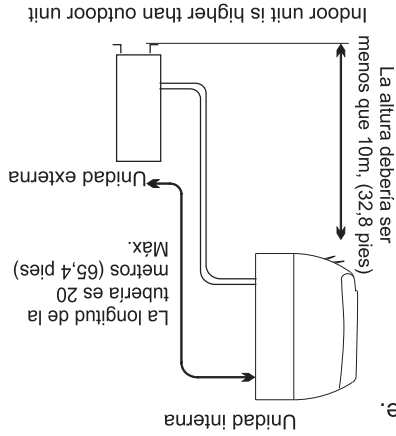 Unidad interna
e.
La longitud de la
tubería es 20
metros (65,4 pies)
Máx.
Unidad externa
La altura debería ser
menos que 10m, (32,8 pies)
Indoor unit is higher than outdoor unit